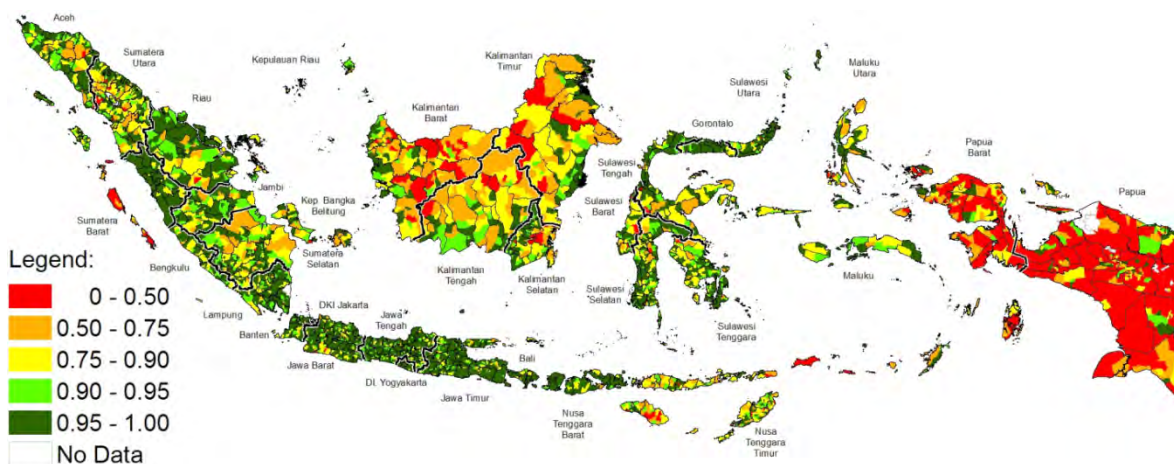 Aceh
Sumatera
Utara
Kepulauan Riau
Riau
Kalimantan
Timur
Kalimantan
Barat
Sulawesi
Utara
Maluku
Utara
Gorontalo
Papua
Barat
Papua
Sulawesi
Tengah
Jambi
Kep. Bangka
Belitung
Sulawesi
Barat
Sumatera
Barat
Sumatera
Selatan
Bengkulu
Kalimantan
Tengah
Kalimantan
Selatan
Maluku
Sulawesi
Selatan
Lampung
DKI Jakarta
Jawa
Tengah
Sulawesi
Tenggara
Banten
Jawa Barat
Bali
DI. Yogyakarta
Jawa Timur
Nusa
Tenggara
Barat
Nusa
Tenggara
Timur
Legend:
0 - 0.50
0.50 - 0.75
0.75 - 0.90
0.90 - 0.95
0.95 - 1.00
No Data